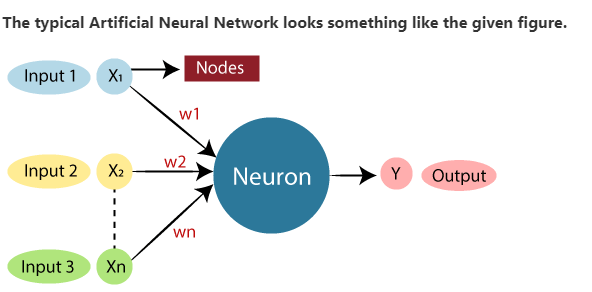 The typical Artificial Neural Network looks something like the given figure.
Input 1 X₁ Nodes
w1
Input 2 X₂ w2 Neuron Y Output
wn
Input 3 Xn